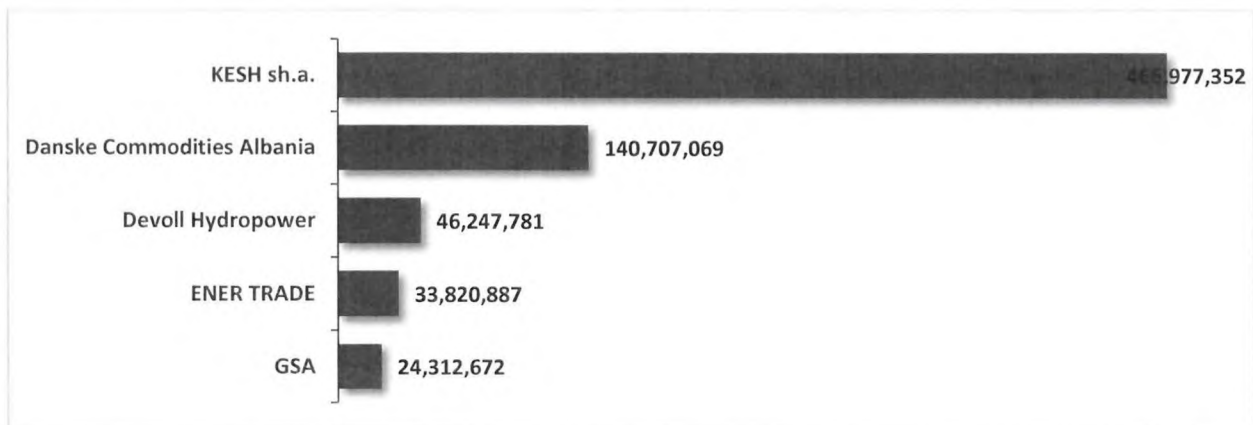 KESH sh.a. 466,977,352
Danske Commodities Albania 140,707,069
Devoll Hydropower 46,247,781
ENER TRADE 33,820,887
GSA 24,312,672